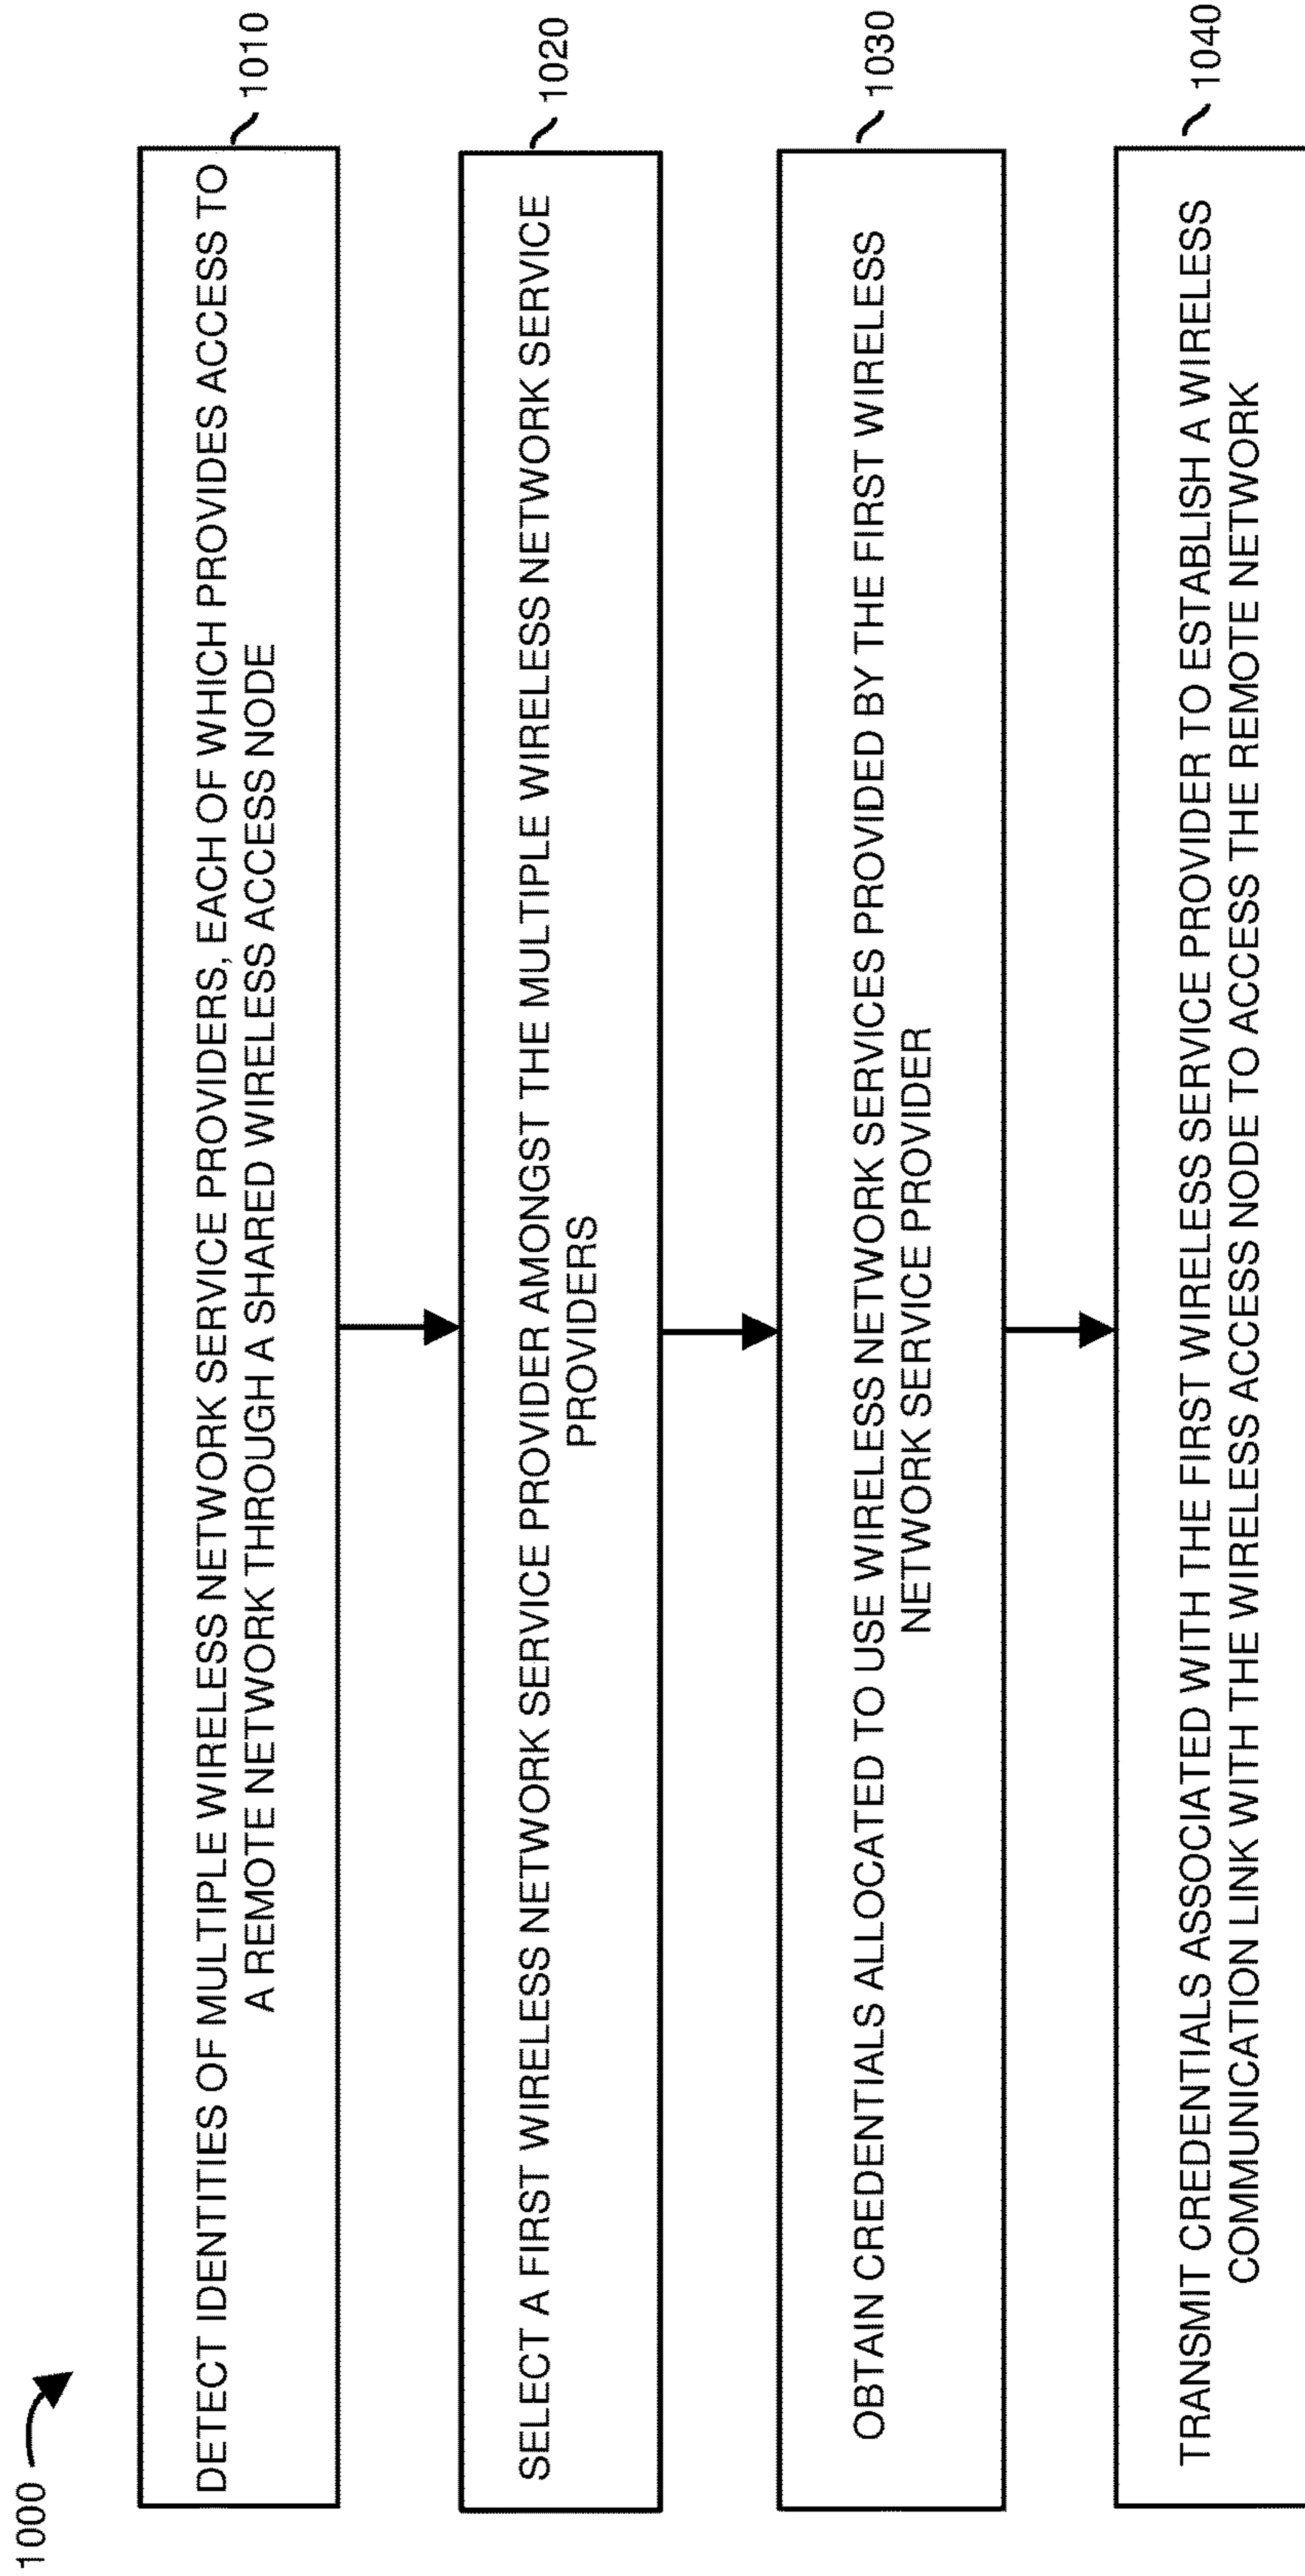 1000
DETECT IDENTITIES OF MULTIPLE WIRELESS NETWORK SERVICE PROVIDERS, EACH OF WHICH PROVIDES ACCESS TO
A REMOTE NETWORK THROUGH A SHARED WIRELESS ACCESS NODE
1010
SELECT A FIRST WIRELESS NETWORK SERVICE PROVIDER AMONGST THE MULTIPLE WIRELESS NETWORK SERVICE
PROVIDERS
1020
OBTAIN CREDENTIALS ALLOCATED TO USE WIRELESS NETWORK SERVICES PROVIDED BY THE FIRST WIRELESS
NETWORK SERVICE PROVIDER
1030
TRANSMIT CREDENTIALS ASSOCIATED WITH THE FIRST WIRELESS SERVICE PROVIDER TO ESTABLISH A WIRELESS
COMMUNICATION LINK WITH THE WIRELESS ACCESS NODE TO ACCESS THE REMOTE NETWORK
1040